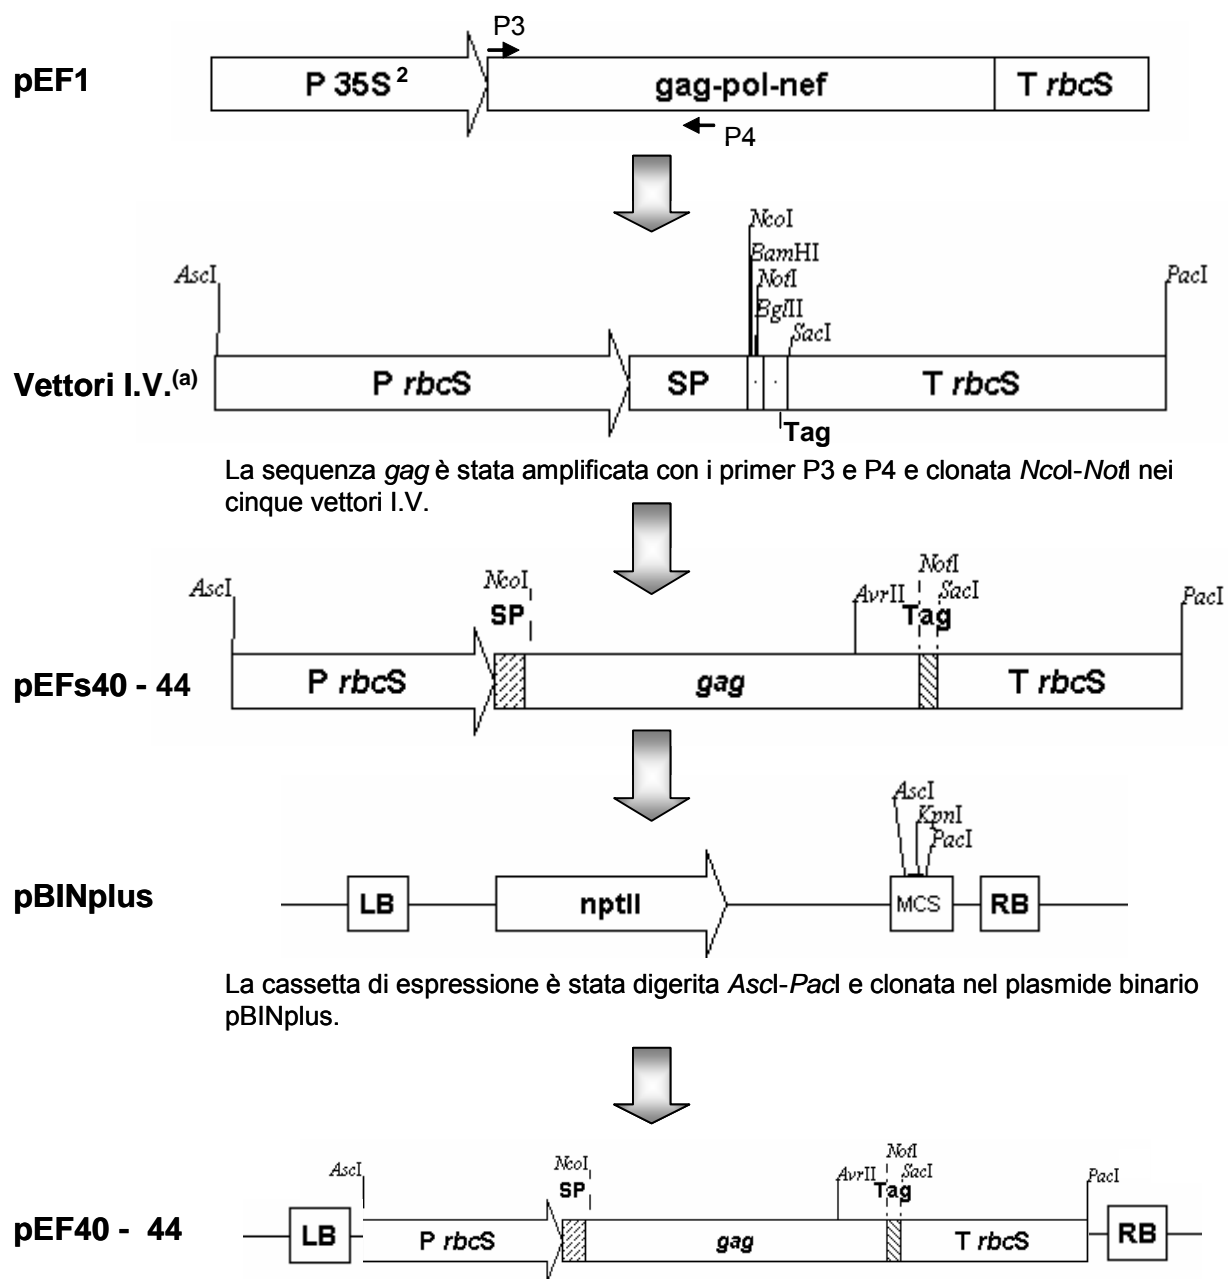 P3
pEF1
P 35S²
gag-pol-nef
T rbcS
P4
NcoI
BamHI
AscI
NotI
PacI
BglII
SacI
Vettori I.V.(a)
P rbcS
SP
T rbcS
Tag
La sequenza gag è stata amplificata con i primer P3 e P4 e clonata NcoI-NotI nei
cinque vettori I.V.
NotI
AscI
NcoI
AvrII
SacI
PacI
SP
Tag
pEFs40 - 44
P rbcS
gag
T rbcS
AscI
KpnI
PacI
pBINplus
LB
nptII
MCS
RB
La cassetta di espressione è stata digerita AscI-PacI e clonata nel plasmide binario
pBINplus.
NotI
AscI
NcoI
AvrII
SacI
PacI
SP
Tag
pEF40 - 44
LB
P rbcS
gag
T rbcS
RB